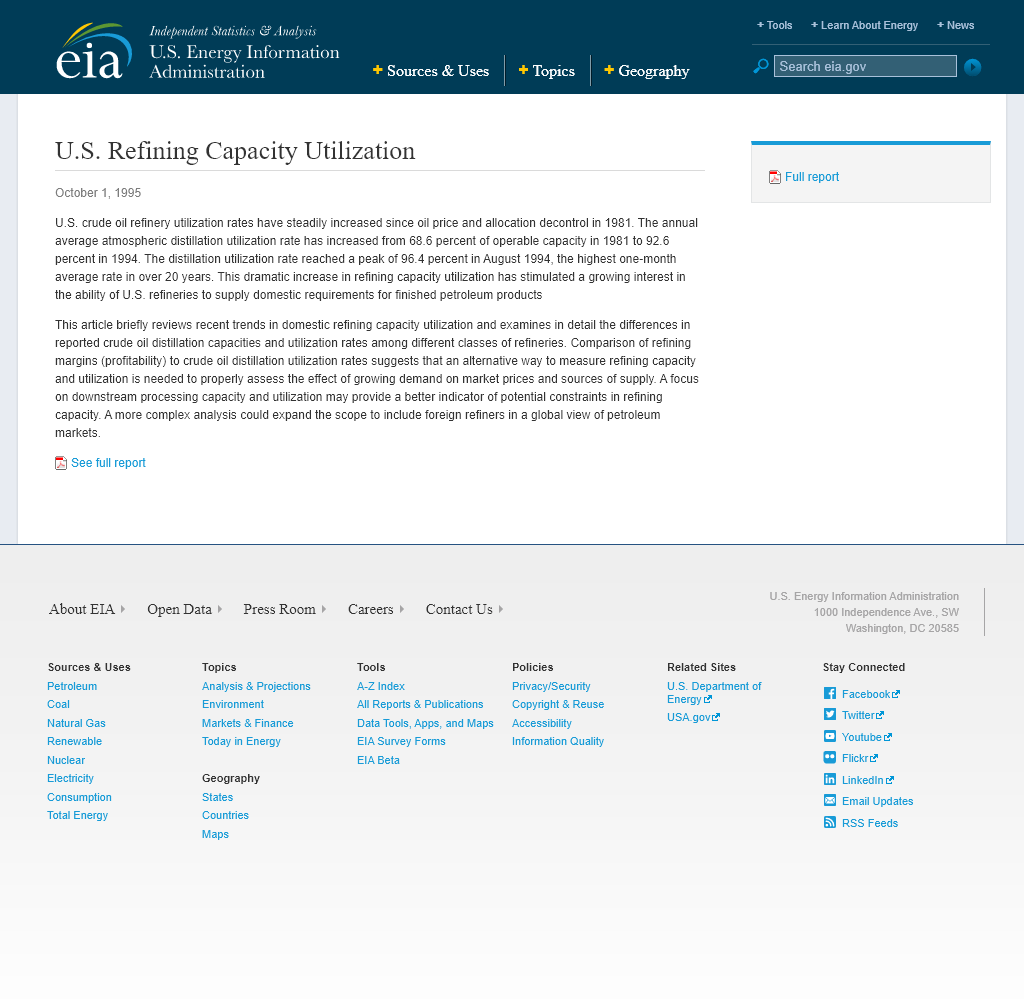 Independent Statistics & Analysis
U.S. Energy Information
Administration
eia
Sources & Uses
Topics
Geography
+ Tools
+ Learn About Energy
+ News
Search eia.gov
U.S. Refining Capacity Utilization
October 1, 1995
U.S. crude oil refinery utilization rates have steadily increased since oil price and allocation decontrol in 1981. The annual
average atmospheric distillation utilization rate has increased from 68.6 percent of operable capacity in 1981 to 92.6
percent in 1994. The distillation utilization rate reached a peak of 96.4 percent in August 1994, the highest one-month
average rate in over 20 years. This dramatic increase in refining capacity utilization has stimulated a growing interest in
the ability of U.S. refineries to supply domestic requirements for finished petroleum products
This article briefly reviews recent trends in domestic refining capacity utilization and examines in detail the differences in
reported crude oil distillation capacities and utilization rates among different classes of refineries. Comparison of refining
margins (profitability) to crude oil distillation utilization rates suggests that an alternative way to measure refining capacity
and utilization is needed to properly assess the effect of growing demand on market prices and sources of supply. A focus
on downstream processing capacity and utilization may provide a better indicator of potential constraints in refining
capacity. A more complex analysis could expand the scope to include foreign refiners in a global view of petroleum
markets.
See full report
Full report
About EIA
Open Data
Press Room
Careers
Contact Us
U.S. Energy Information Administration
1000 Independence Ave., SW
Washington, DC 20585
Sources & Uses
Petroleum
Coal
Natural Gas
Renewable
Nuclear
Electricity
Consumption
Total Energy
Topics
Analysis & Projections
Environment
Markets & Finance
Today in Energy
Geography
States
Countries
Maps
Tools
A-Z Index
All Reports & Publications
Data Tools, Apps, and Maps
EIA Survey Forms
EIA Beta
Policies
Privacy/Security
Copyright & Reuse
Accessibility
Information Quality
Related Sites
U.S. Department of
Energy
USA.gov
Stay Connected
Facebook
Twitter
Youtube
Flickr
LinkedIn
Email Updates
RSS Feeds